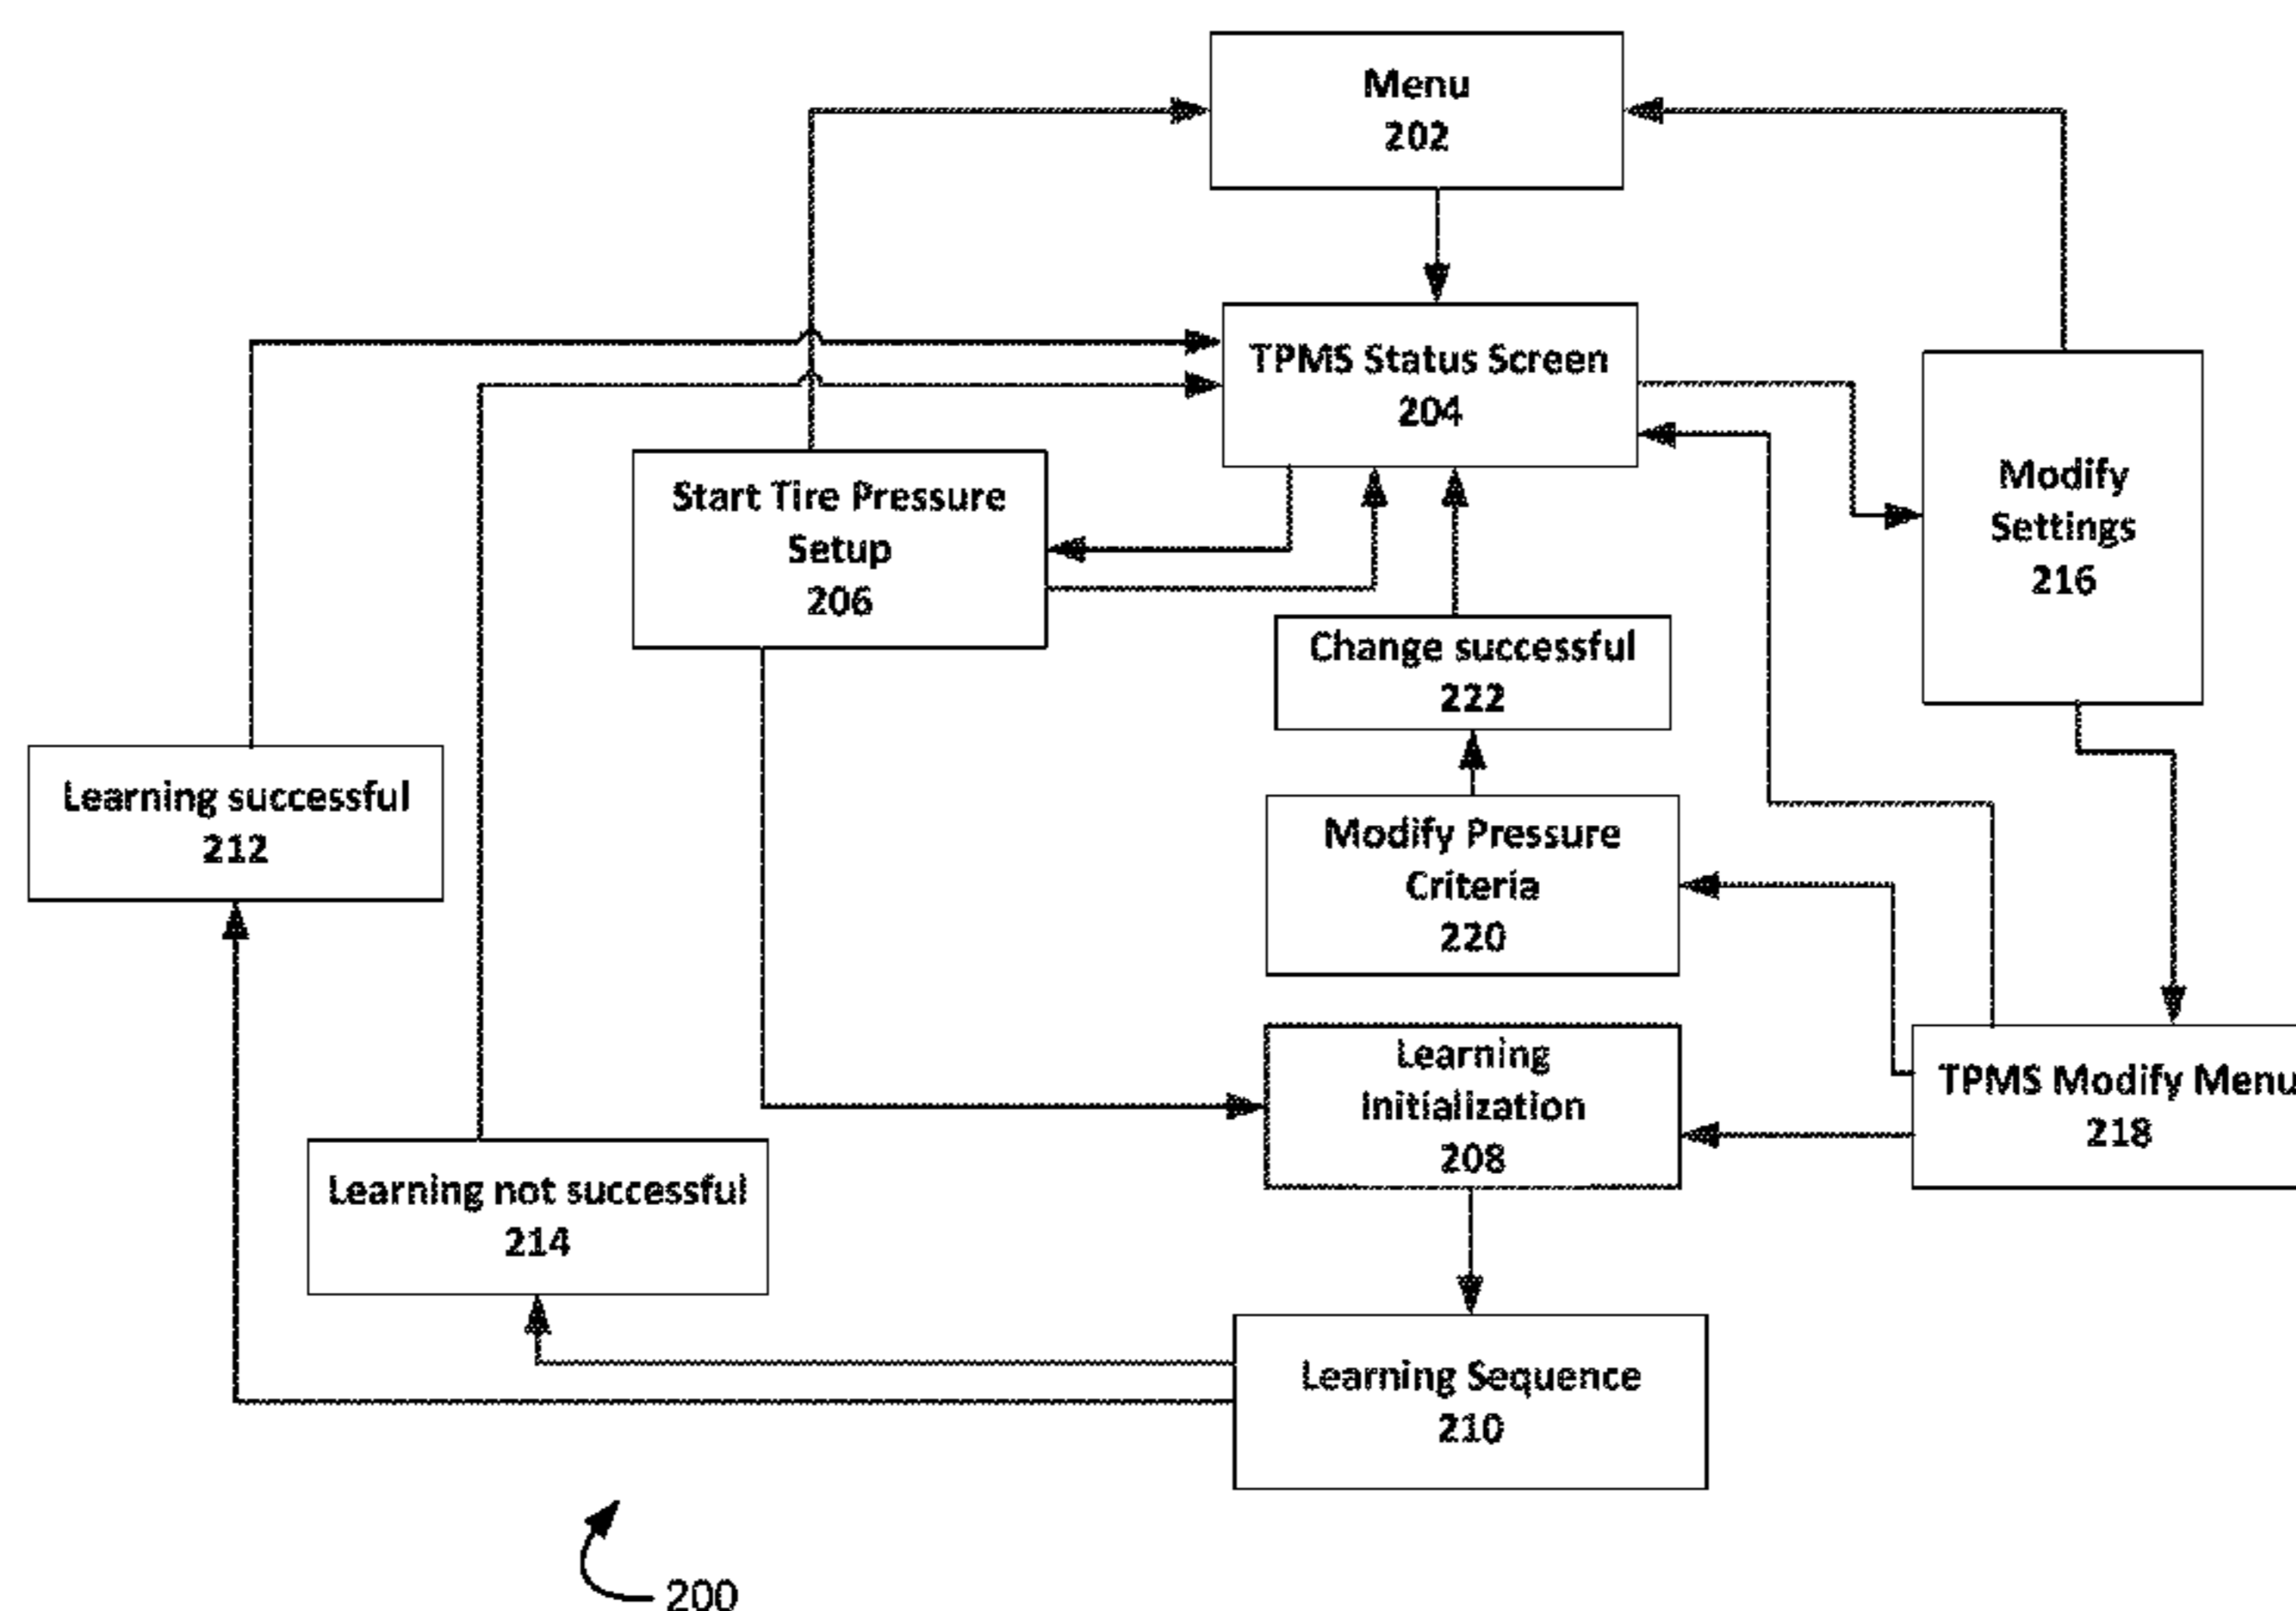 Menu
202
TPMS Status Screen
204
Start Tire Pressure
Setup
206
Modify
Settings
216
Change successful
222
Learning successful
212
Modify Pressure
Criteria
220
Learning
Initialization
208
TPMS Modify Menu
218
Learning not successful
214
Learning Sequence
210
200